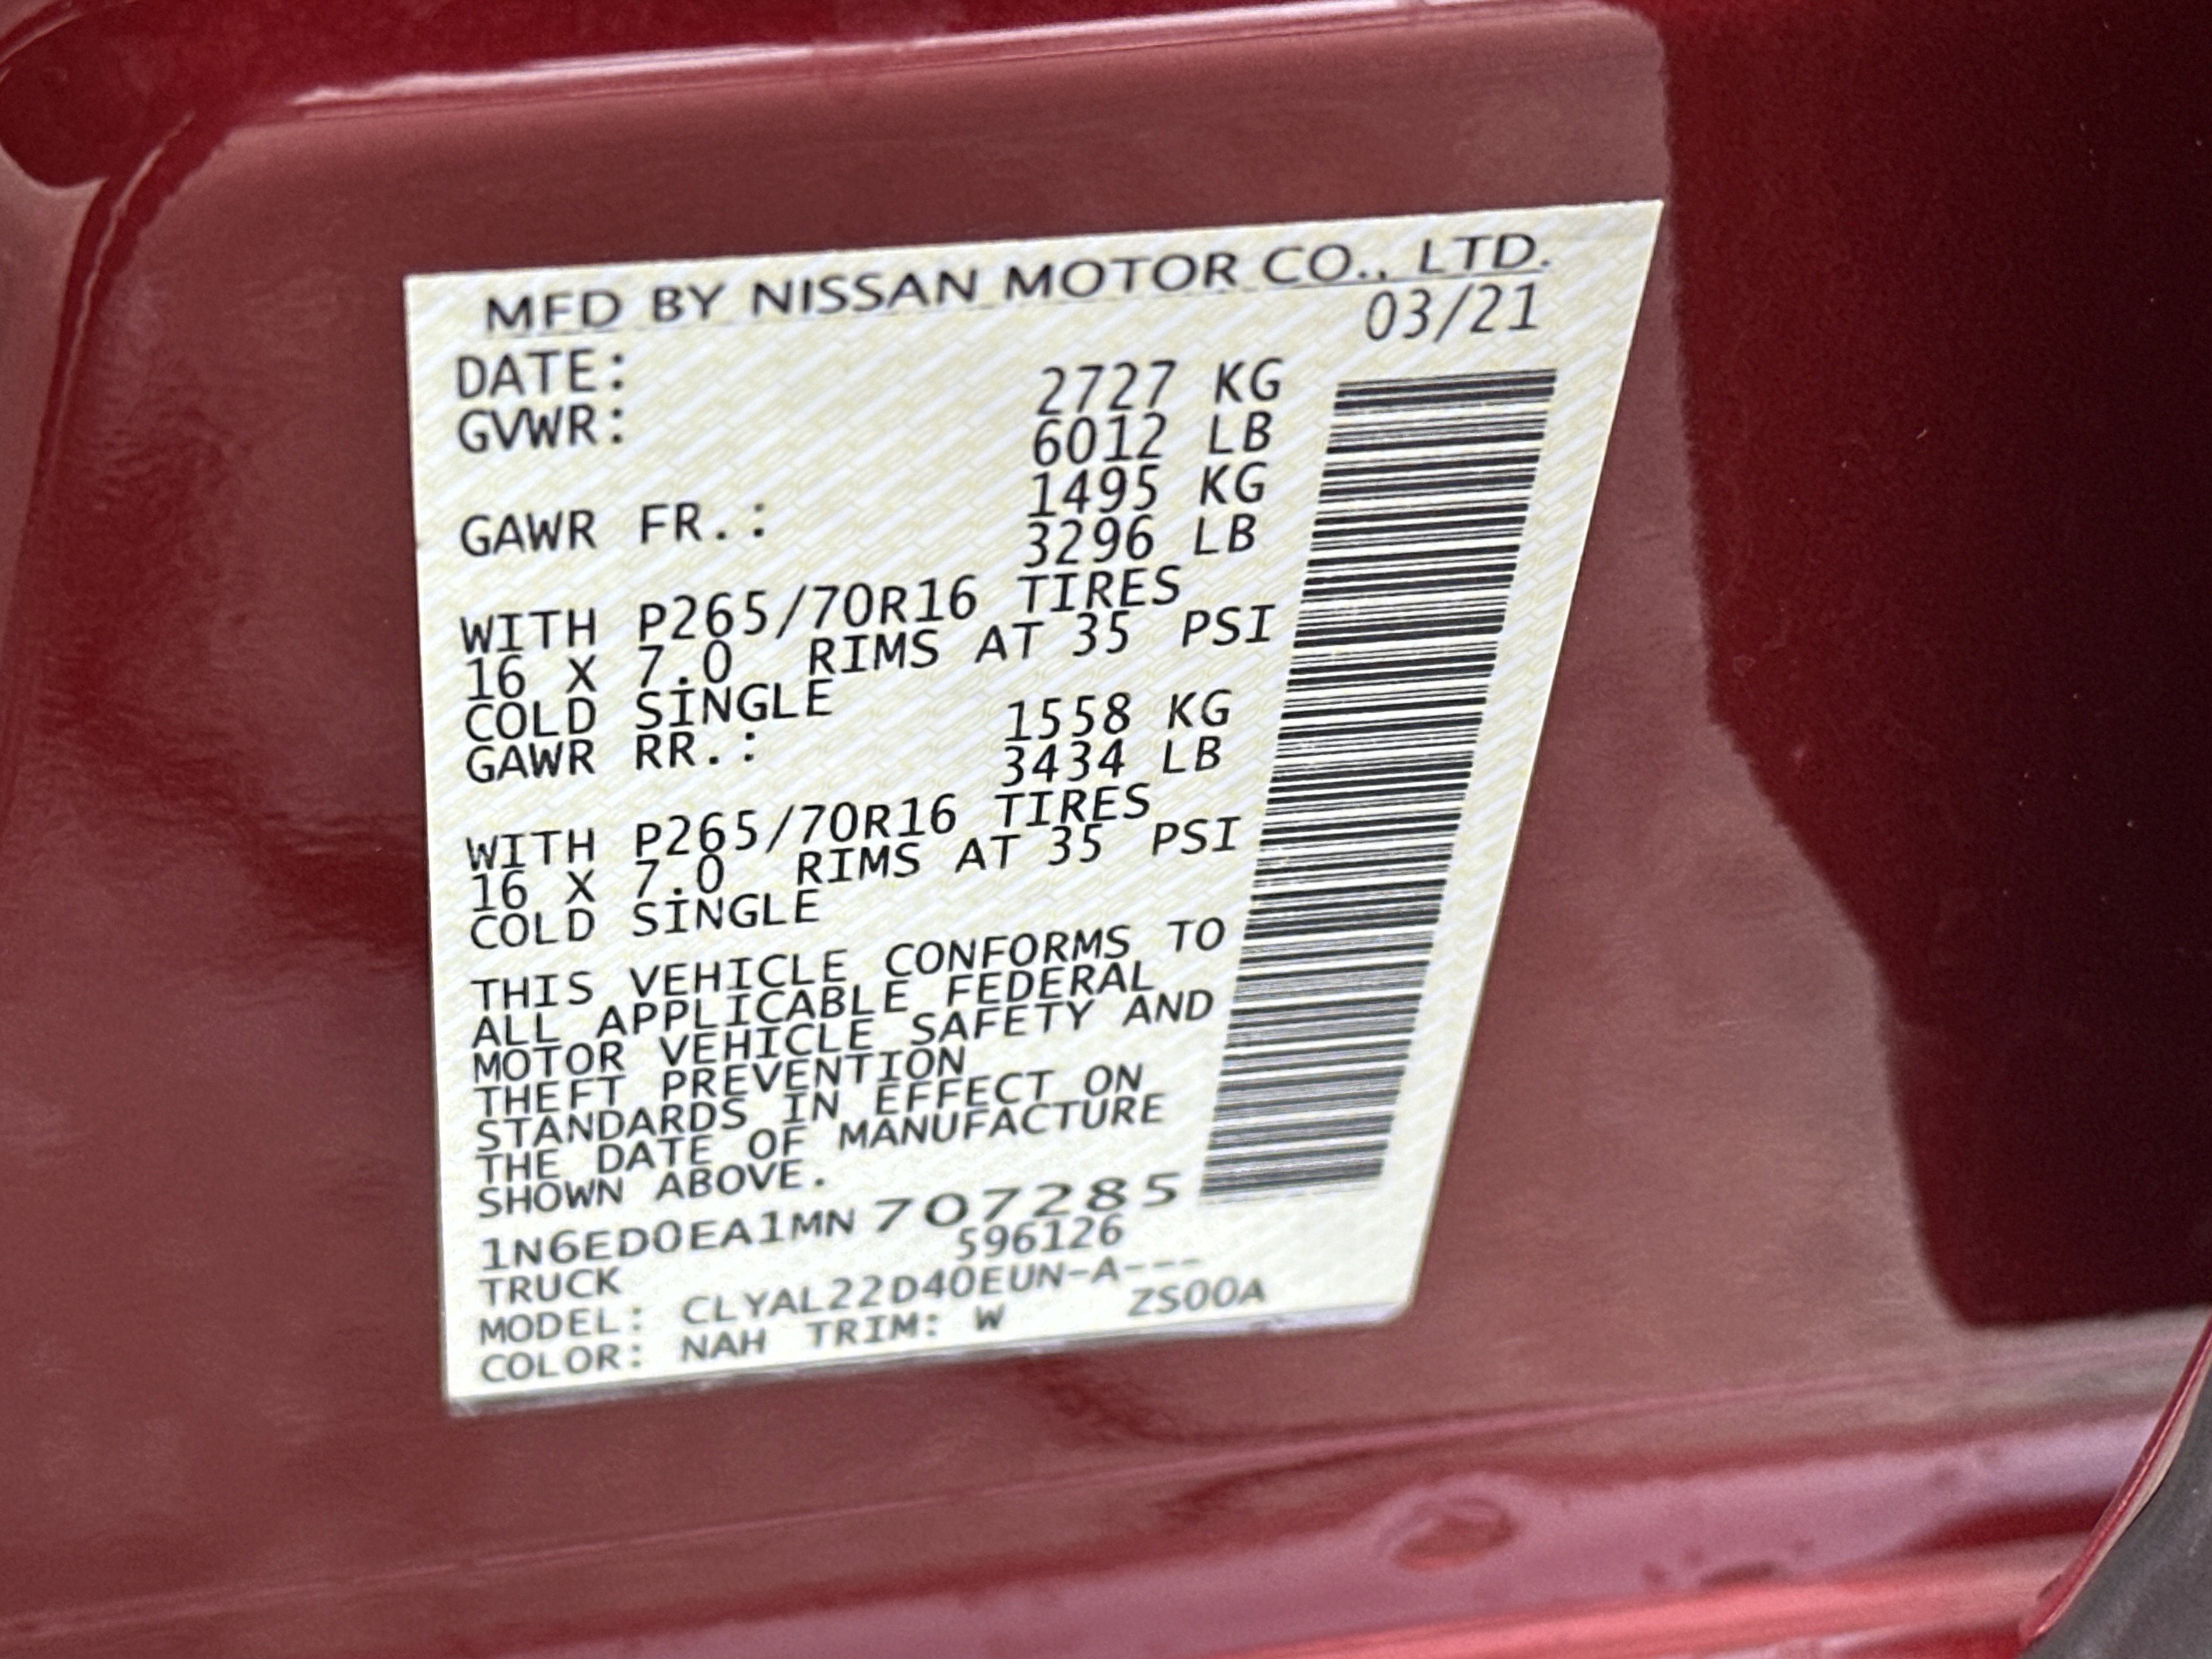 MFD BY NISSAN MOTOR CO., LTD.
DATE: 03/21
GVWR: 2727 KG
6012 LB
GAWR FR.: 1495 KG
3296 LB
WITH P265/70R16 TIRES
16 X 7.0 RIMS AT 35 PSI
COLD SINGLE
GAWR RR.: 1558 KG
3434 LB
WITH P265/70R16 TIRES
16 X 7.0 RIMS AT 35 PSI
COLD SINGLE
THIS VEHICLE CONFORMS TO
ALL APPLICABLE FEDERAL
MOTOR VEHICLE SAFETY AND
THEFT PREVENTION
STANDARDS IN EFFECT ON
THE DATE OF MANUFACTURE
SHOWN ABOVE.
1N6ED0EA1MN 707285
TRUCK 596126
MODEL: CLYAL22D40EUN-A---
COLOR: NAH TRIM: W ZS00A